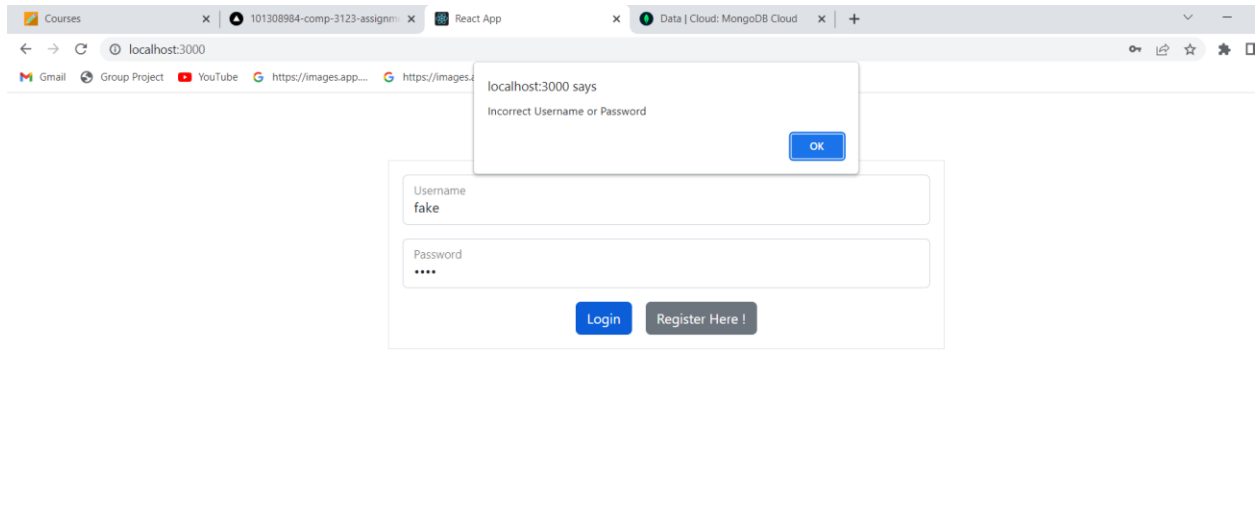 Courses
101308984-comp-3123-assignm
React App
Data | Cloud: MongoDB Cloud
localhost:3000
Gmail
Group Project
YouTube
https://images.app....
https://images.a
localhost:3000 says
Incorrect Username or Password
OK
Username
fake
Password
••••
Login
Register Here !